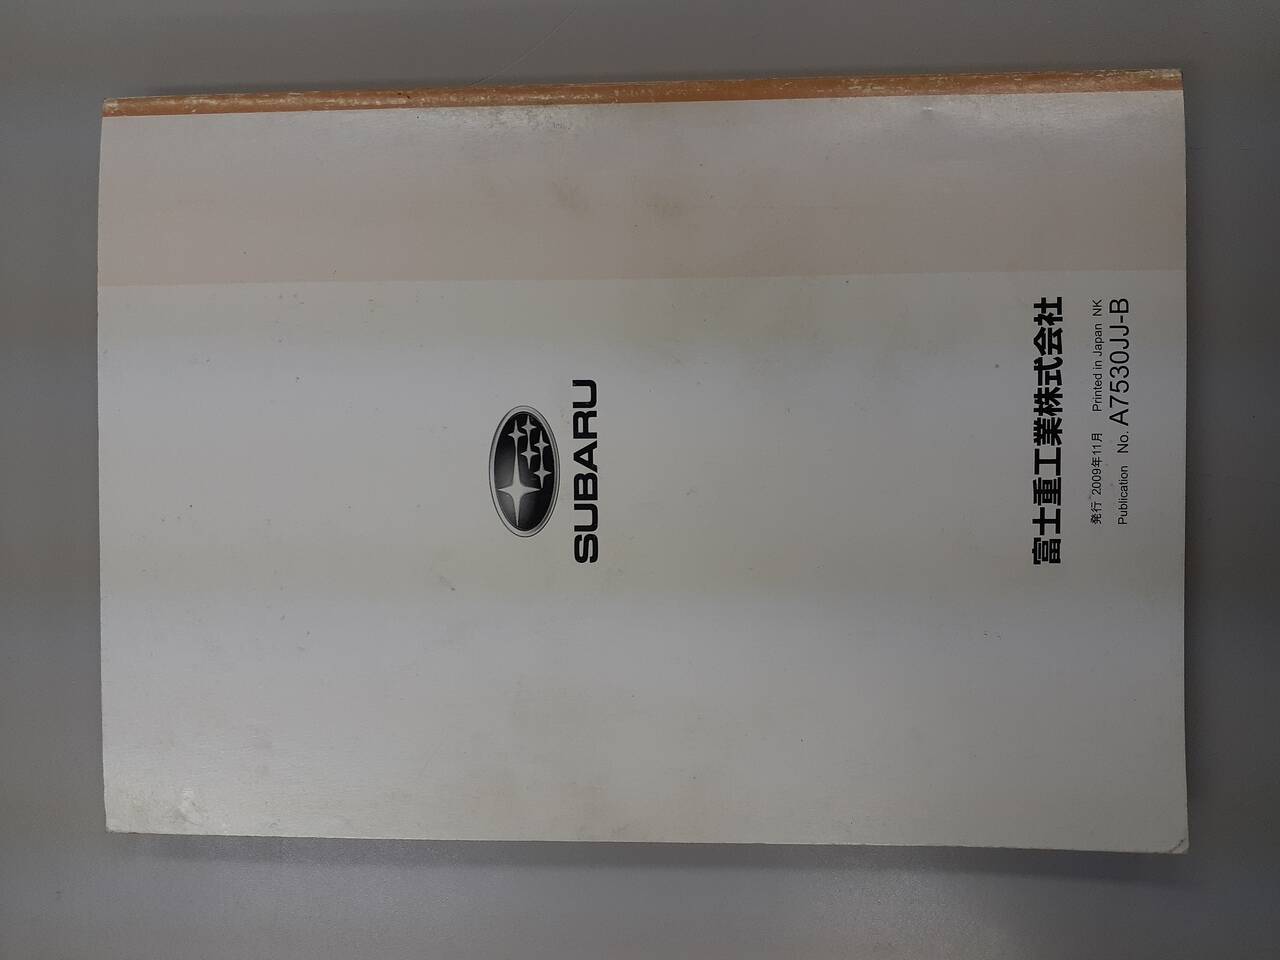 SUBARU
富士重工業株式会社
発行 2009年11月 Printed in Japan NK
Publication No. A7530JJ-B